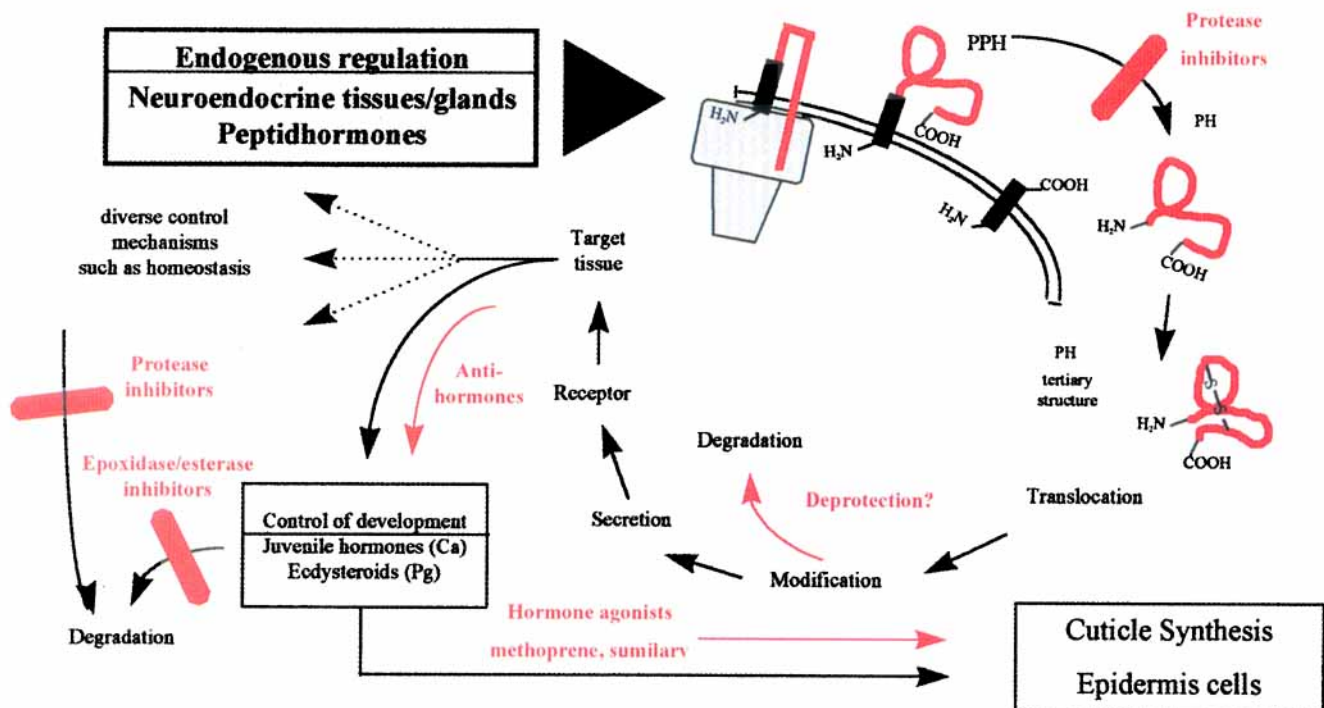 Endogenous regulation
Neuroendocrine tissues/glands
Peptidhormones
H₂N
H₂N
COOH
H₂N
COOH
PPH
Protease
inhibitors
PH
H₂N
COOH
PH
tertiary
structure
H₂N
S
S
COOH
diverse control
mechanisms
such as homeostasis
Target
tissue
Protease
inhibitors
Anti-
hormones
Receptor
Epoxidase/esterase
inhibitors
Degradation
Deprotection?
Translocation
Secretion
Modification
Control of development
Juvenile hormones (Ca)
Ecdysteroids (Pg)
Degradation
Hormone agonists
methoprene, sumilarv
Cuticle Synthesis
Epidermis cells